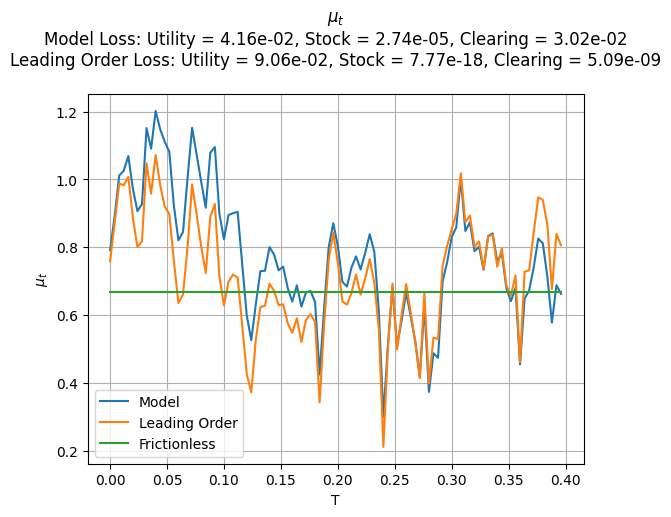 μₜ
Model Loss: Utility = 4.16e-02, Stock = 2.74e-05, Clearing = 3.02e-02
Leading Order Loss: Utility = 9.06e-02, Stock = 7.77e-18, Clearing = 5.09e-09
1.2
1.0
0.8
0.6
0.4
0.2
μₜ
Model
Leading Order
Frictionless
0.00 0.05 0.10 0.15 0.20 0.25 0.30 0.35 0.40
T